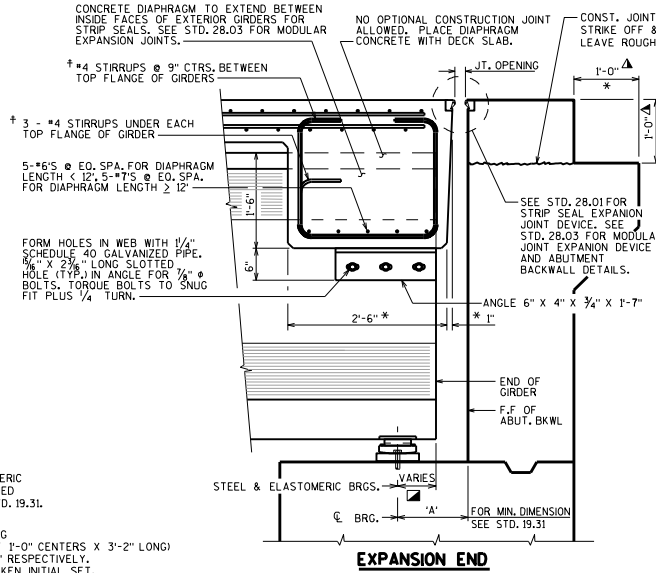 CONCRETE DIAPHRAGM TO EXTEND BETWEEN
INSIDE FACES OF EXTERIOR GIRDERS FOR
STRIP SEALS. SEE STD. 28.03 FOR MODULAR
EXPANSION JOINTS.
NO OPTIONAL CONSTRUCTION JOINT
ALLOWED. PLACE DIAPHRAGM
CONCRETE WITH DECK SLAB.
CONST. JOINT
STRIKE OFF &
LEAVE ROUGH
‡ #4 STIRRUPS @ 9" CTRS. BETWEEN
TOP FLANGE OF GIRDERS
JT. OPENING
1'-0" *
1'-0"
† 3 - #4 STIRRUPS UNDER EACH
TOP FLANGE OF GIRDER
5-#6'S @ EQ. SPA. FOR DIAPHRAGM
LENGTH < 12', 5-#7'S @ EQ. SPA.
FOR DIAPHRAGM LENGTH ≥ 12'
1'-6"
6"
SEE STD. 28.01 FOR
STRIP SEAL EXPANION
JOINT DEVICE. SEE
STD. 28.03 FOR MODULA
JOINT EXPANSION DEVICE
AND ABUTMENT
BACKWALL DETAILS.
FORM HOLES IN WEB WITH 1 1/4"
SCHEDULE 40 GALVANIZED PIPE.
15/16" X 2 3/16" LONG SLOTTED
HOLE (TYP.) IN ANGLE FOR 7/8" Ø
BOLTS. TORQUE BOLTS TO SNUG
FIT PLUS 1/4 TURN.
ANGLE 6" X 4" X 3/4" X 1'-7"
2'-6" *
* 1"
END OF
GIRDER
F.F OF
ABUT. BKWL
STEEL & ELASTOMERIC BRGS.
VARIES
℄ BRG.
'A'
FOR MIN. DIMENSION
SEE STD. 19.31
ERIC
ED
TD. 19.31.
G
1'-0" CENTERS X 3'-2" LONG)
" RESPECTIVELY.
KEN INITIAL SET.
EXPANSION END